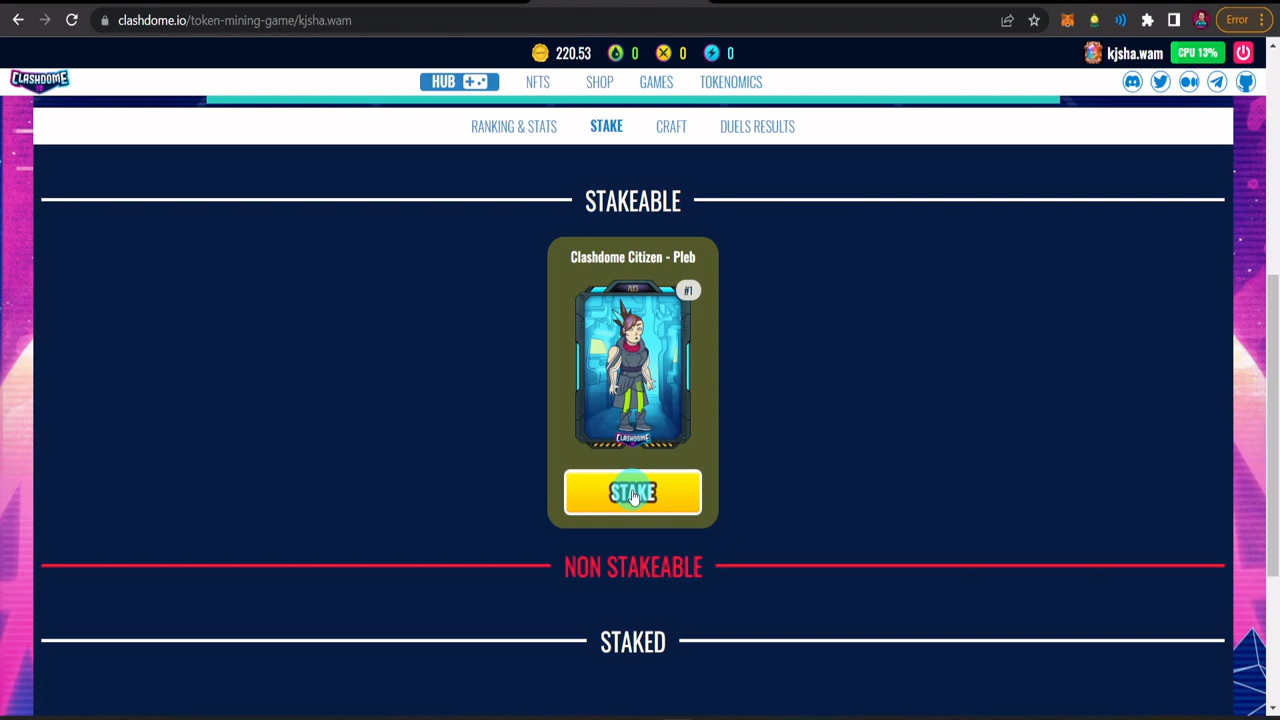 clashdome.io/token-mining-game/kjsha.wam
Error
220.53 0 0 0
kjsha.wam CPU 13%
CLASHDOME
HUB NFTS SHOP GAMES TOKENOMICS
RANKING & STATS STAKE CRAFT DUELS RESULTS
STAKEABLE
Clashdome Citizen - Pleb
#1
CLASHDOME
STAKE
NON STAKEABLE
STAKED